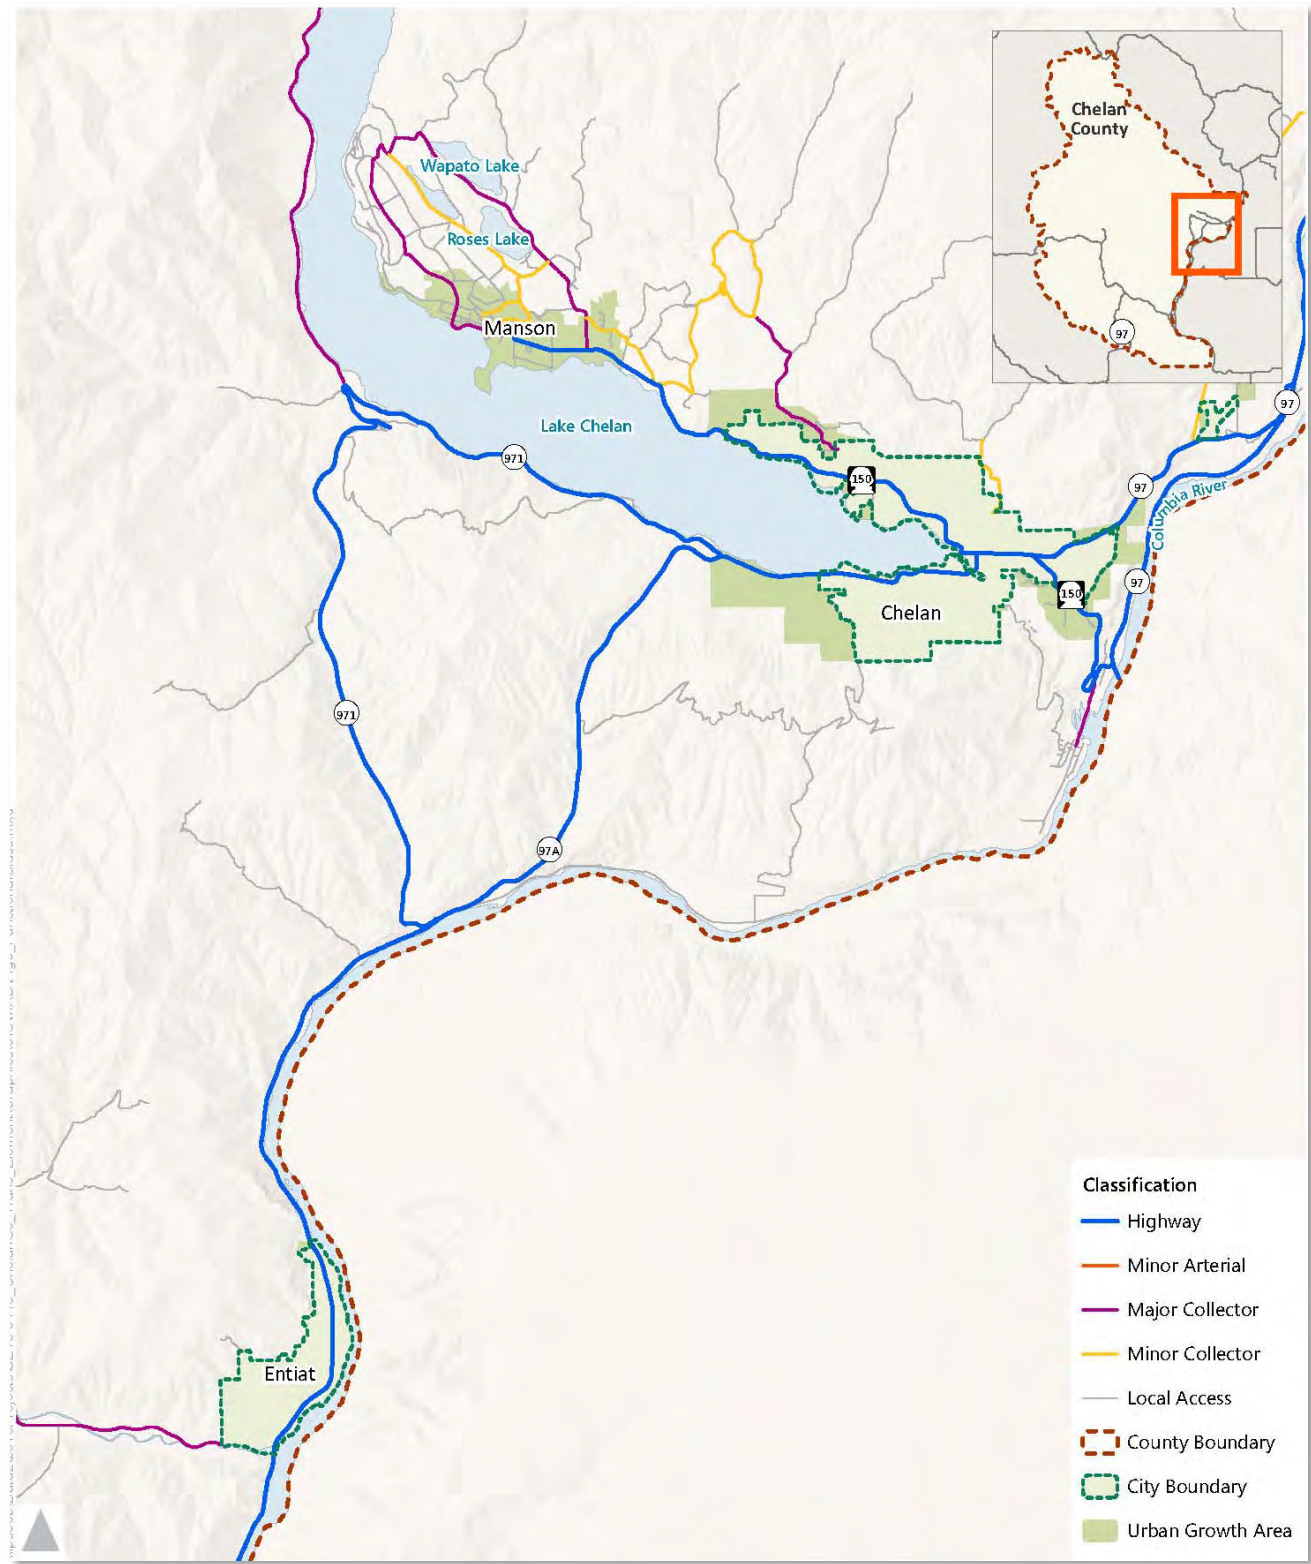 Chelan
County
97
Wapato Lake
Roses Lake
Manson
Lake Chelan
971
150
97
97
Columbia River
97
150
Chelan
971
97A
Entiat
Classification
Highway
Minor Arterial
Major Collector
Minor Collector
Local Access
County Boundary
City Boundary
Urban Growth Area